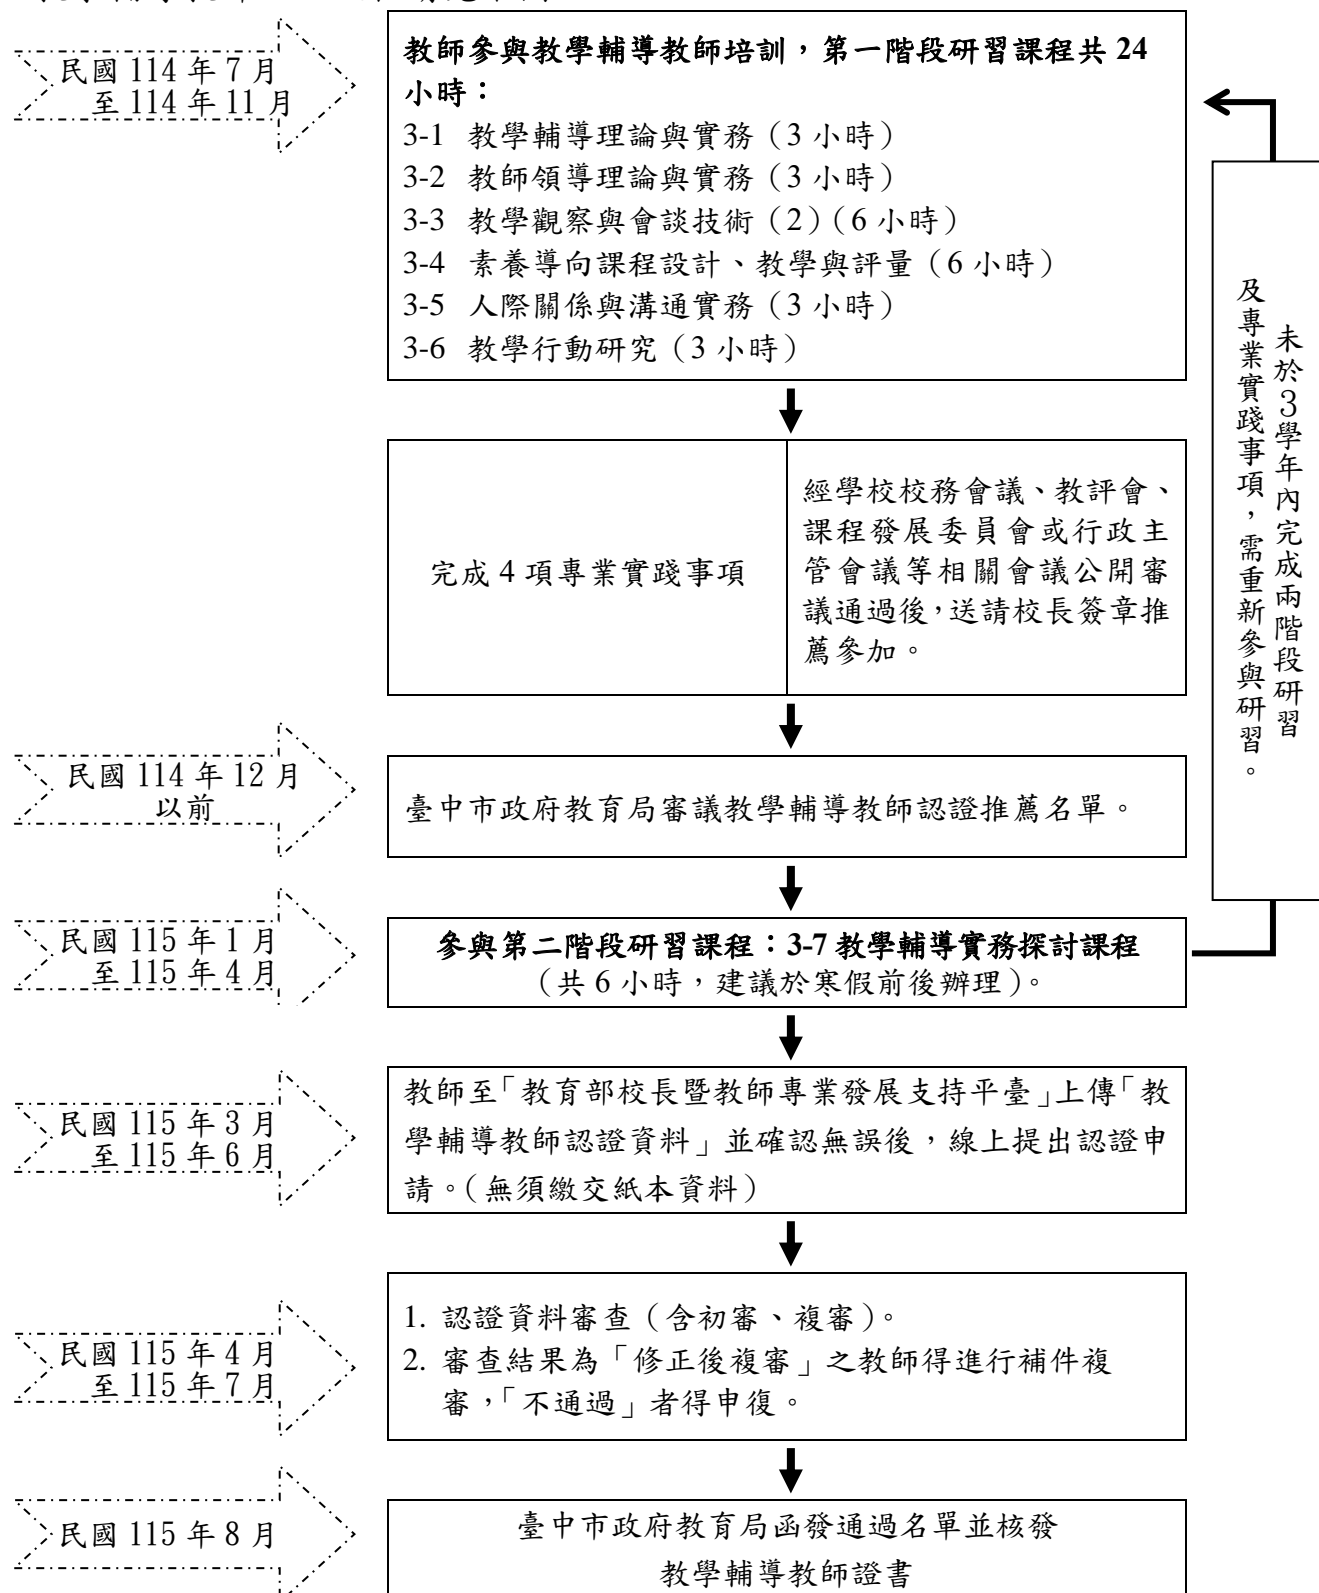 民國 114 年 7 月
至 114 年 11 月
教師參與教學輔導教師培訓，第一階段研習課程共 24
小時：
3-1 教學輔導理論與實務（3 小時）
3-2 教師領導理論與實務（3 小時）
3-3 教學觀察與會談技術（2）（6 小時）
3-4 素養導向課程設計、教學與評量（6 小時）
3-5 人際關係與溝通實務（3 小時）
3-6 教學行動研究（3 小時）
未於3學年內完成兩階段研習
及專業實踐事項，需重新參與研習。
完成 4 項專業實踐事項
經學校校務會議、教評會、
課程發展委員會或行政主
管會議等相關會議公開審
議通過後，送請校長簽章推
薦參加。
民國 114 年 12 月
以前
臺中市政府教育局審議教學輔導教師認證推薦名單。
民國 115 年 1 月
至 115 年 4 月
參與第二階段研習課程：3-7 教學輔導實務探討課程
（共 6 小時，建議於寒假前後辦理）。
民國 115 年 3 月
至 115 年 6 月
教師至「教育部校長暨教師專業發展支持平臺」上傳「教
學輔導教師認證資料」並確認無誤後，線上提出認證申
請。（無須繳交紙本資料）
民國 115 年 4 月
至 115 年 7 月
1. 認證資料審查（含初審、複審）。
2. 審查結果為「修正後複審」之教師得進行補件複
審，「不通過」者得申復。
民國 115 年 8 月
臺中市政府教育局函發通過名單並核發
教學輔導教師證書